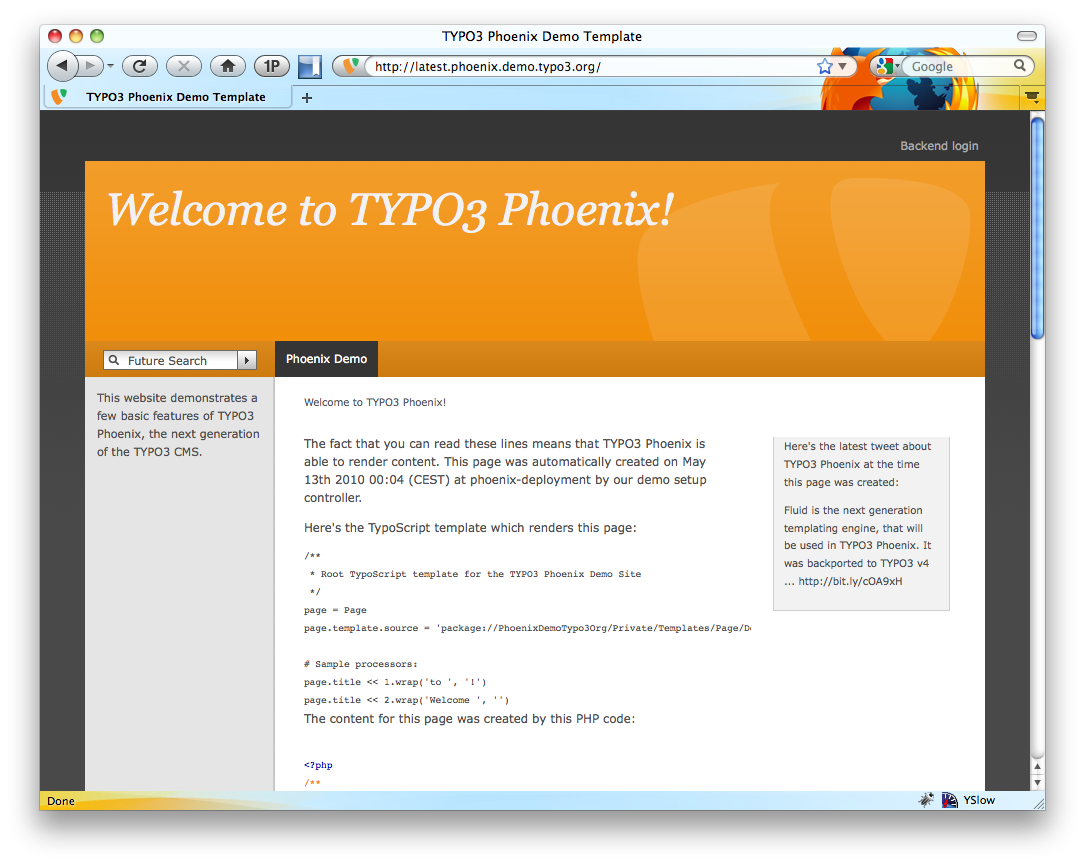 TYPO3 Phoenix Demo Template
1P
http://latest.phoenix.demo.typo3.org/
Google
TYPO3 Phoenix Demo Template
Backend login
Welcome to TYPO3 Phoenix!
Future Search
Phoenix Demo
This website demonstrates a
few basic features of TYPO3
Phoenix, the next generation
of the TYPO3 CMS.
Welcome to TYPO3 Phoenix!
The fact that you can read these lines means that TYPO3 Phoenix is
able to render content. This page was automatically created on May
13th 2010 00:04 (CEST) at phoenix-deployment by our demo setup
controller.
Here's the TypoScript template which renders this page:
/**
* Root TypoScript template for the TYPO3 Phoenix Demo Site
*/
page = Page
page.template.source = 'package://PhoenixDemoTypo3Org/Private/Templates/Page/De
# Sample processors:
page.title << 1.wrap('to ', '!')
page.title << 2.wrap('Welcome ', '')
The content for this page was created by this PHP code:
<?php
/**
Here's the latest tweet about
TYPO3 Phoenix at the time
this page was created:
Fluid is the next generation
templating engine, that will
be used in TYPO3 Phoenix. It
was backported to TYPO3 v4
... http://bit.ly/cOA9xH
Done
YSlow